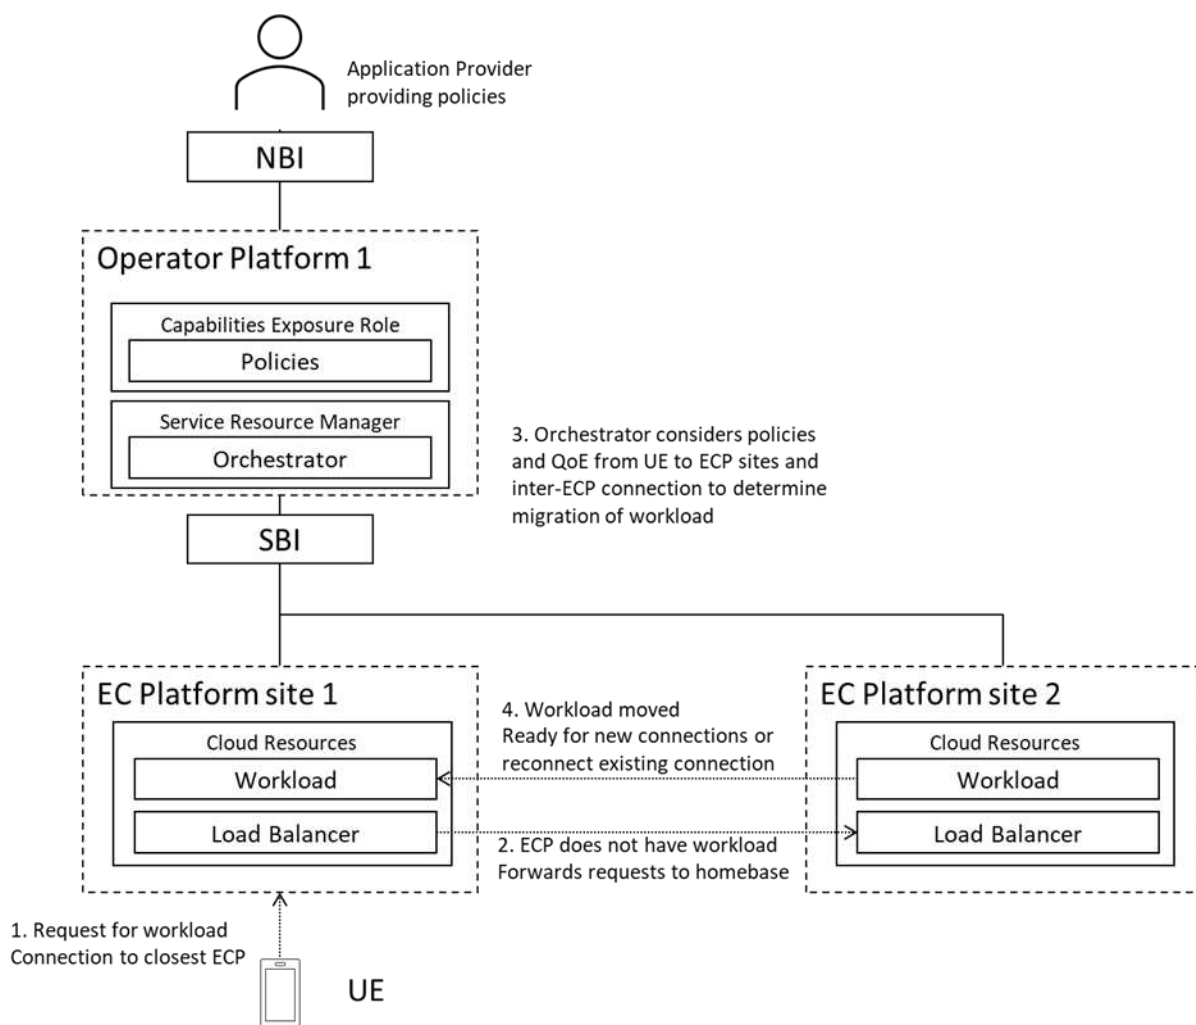 Application Provider
providing policies
NBI
Operator Platform 1
Capabilities Exposure Role
Policies
Service Resource Manager
Orchestrator
3. Orchestrator considers policies
and QoE from UE to ECP sites and
inter-ECP connection to determine
migration of workload
SBI
EC Platform site 1
Cloud Resources
Workload
Load Balancer
4. Workload moved
Ready for new connections or
reconnect existing connection
2. ECP does not have workload
Forwards requests to homebase
EC Platform site 2
Cloud Resources
Workload
Load Balancer
1. Request for workload
Connection to closest ECP
UE